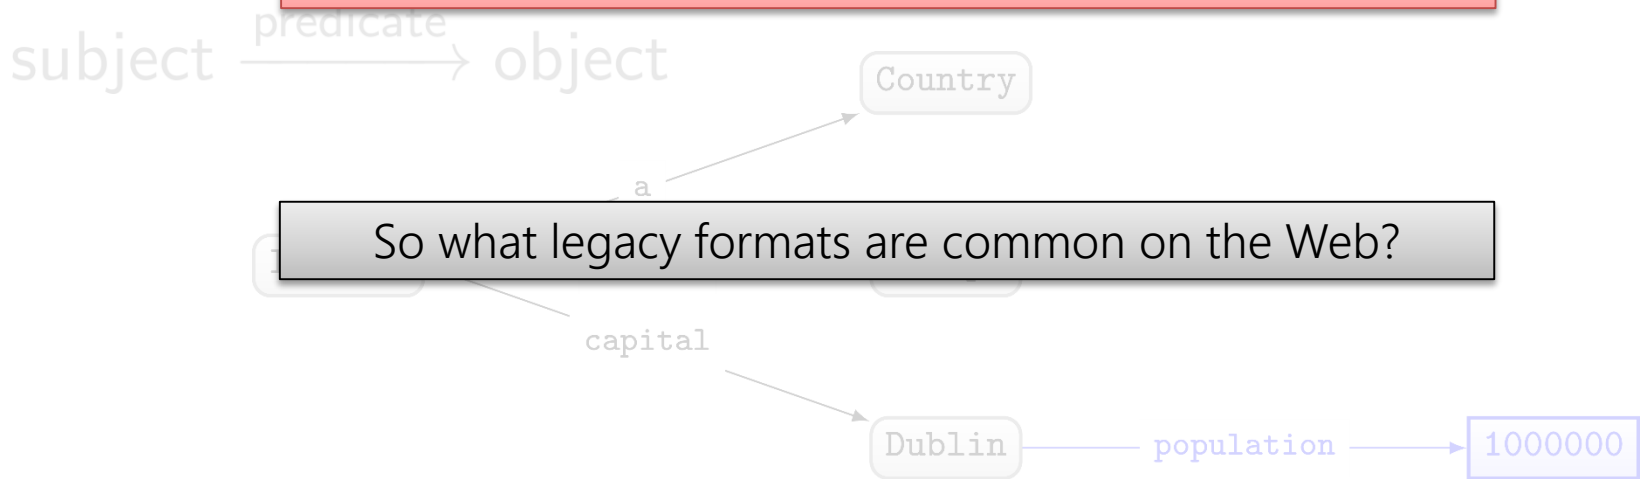 predicate
subject object
Country
a
So what legacy formats are common on the Web?
capital
Dublin population 1000000